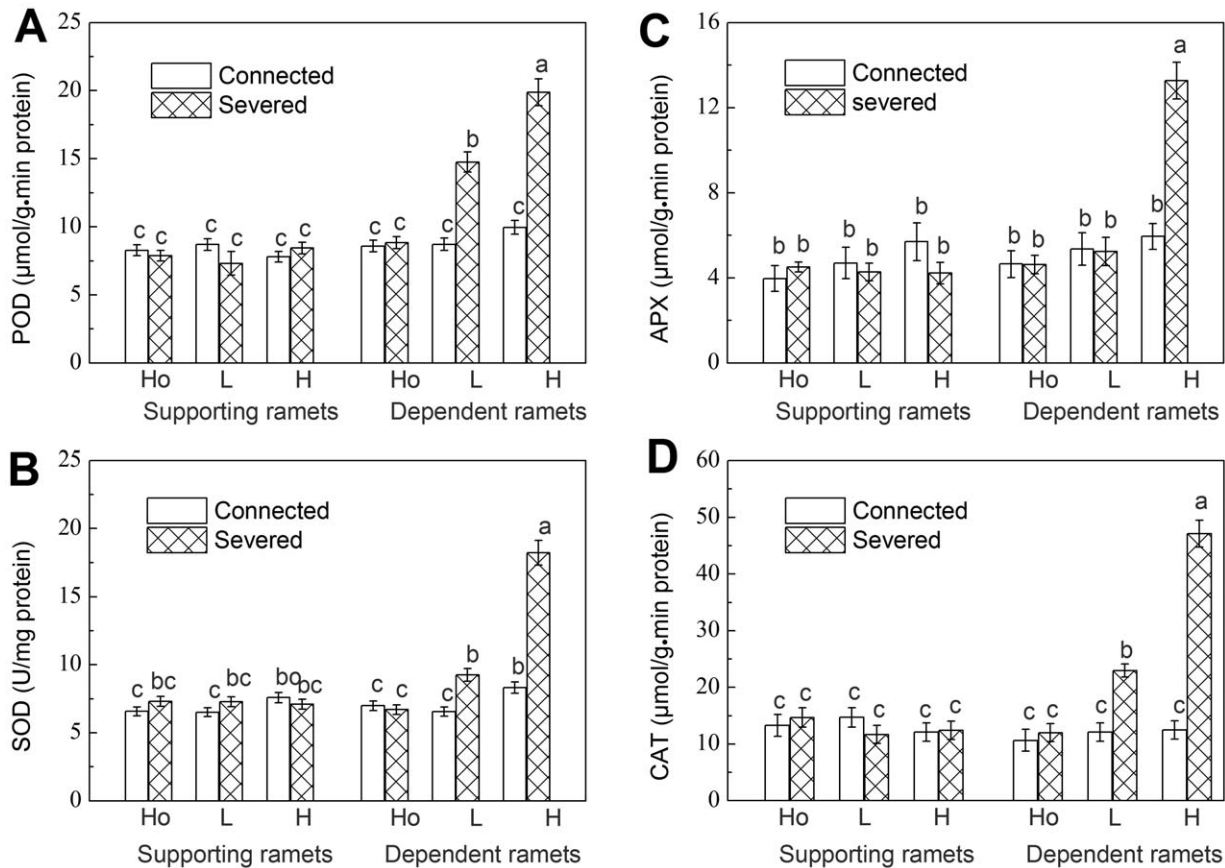 A
POD (μmol/g•min protein)
25
20
15
10
5
0
Connected
Severed
c c c c c c c c c b c a
Ho L H Ho L H
Supporting ramets Dependent ramets
C
APX (μmol/g•min protein)
16
12
8
4
0
Connected
severed
b b b b b b b b b b b a
Ho L H Ho L H
Supporting ramets Dependent ramets
B
SOD (U/mg protein)
25
20
15
10
5
0
Connected
Severed
c bc c bc bc bc c c c b b a
Ho L H Ho L H
Supporting ramets Dependent ramets
D
CAT (μmol/g•min protein)
60
50
40
30
20
10
0
Connected
Severed
c c c c c c c c c b c a
Ho L H Ho L H
Supporting ramets Dependent ramets